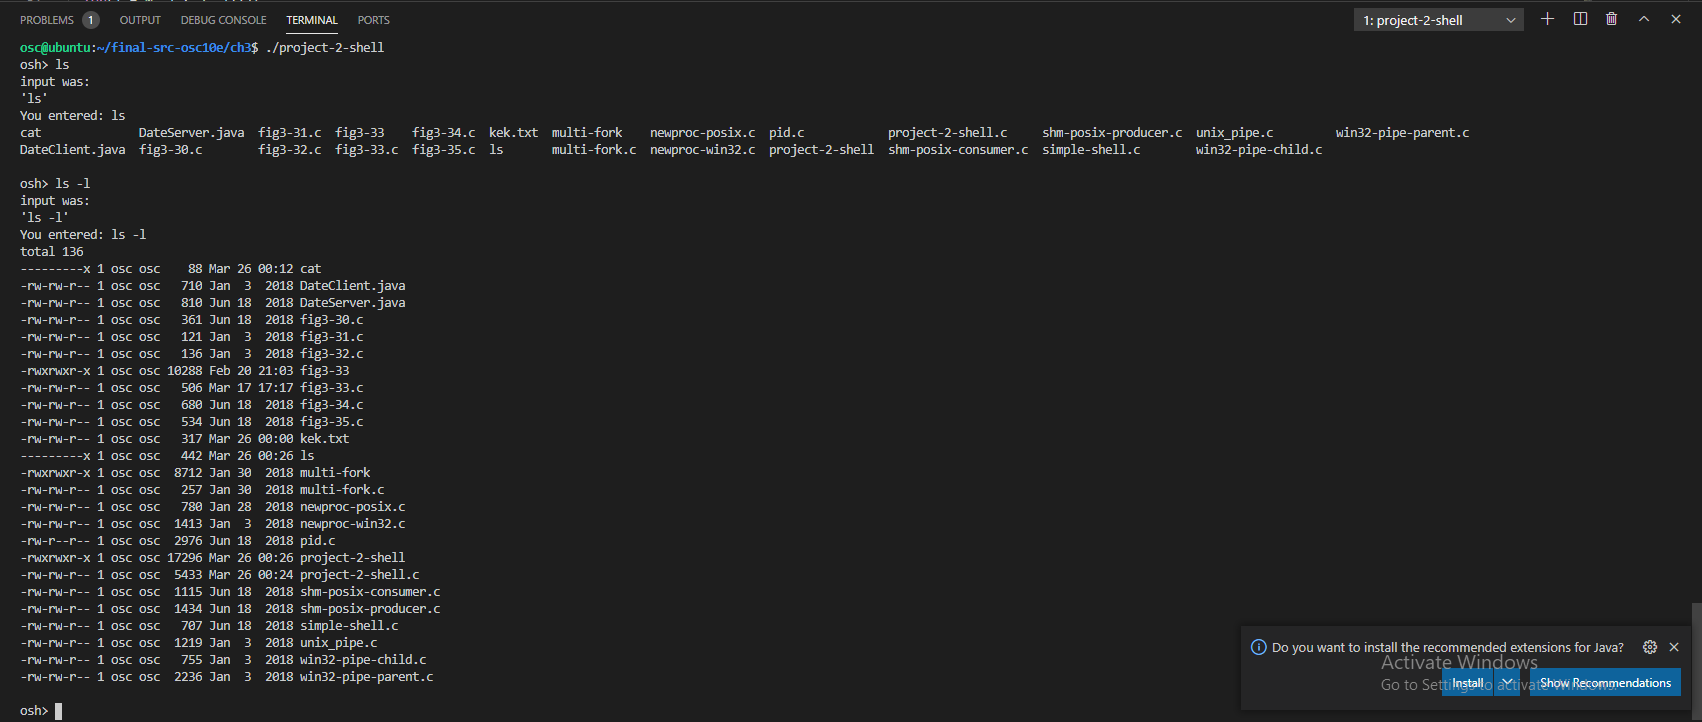 PROBLEMS 1 OUTPUT DEBUG CONSOLE TERMINAL PORTS 1: project-2-shell
osc@ubuntu:~/final-src-osc10e/ch3$ ./project-2-shell
osh> ls
input was:
'ls'
You entered: ls
cat DateServer.java fig3-31.c fig3-33 fig3-34.c kek.txt multi-fork newproc-posix.c pid.c project-2-shell.c shm-posix-producer.c unix_pipe.c win32-pipe-parent.c
DateClient.java fig3-30.c fig3-32.c fig3-33.c fig3-35.c ls multi-fork.c newproc-win32.c project-2-shell shm-posix-consumer.c simple-shell.c win32-pipe-child.c
osh> ls -l
input was:
'ls -l'
You entered: ls -l
total 136
---------x 1 osc osc 88 Mar 26 00:12 cat
-rw-rw-r-- 1 osc osc 710 Jan 3 2018 DateClient.java
-rw-rw-r-- 1 osc osc 810 Jun 18 2018 DateServer.java
-rw-rw-r-- 1 osc osc 361 Jun 18 2018 fig3-30.c
-rw-rw-r-- 1 osc osc 121 Jan 3 2018 fig3-31.c
-rw-rw-r-- 1 osc osc 136 Jan 3 2018 fig3-32.c
-rwxrwxr-x 1 osc osc 10288 Feb 20 21:03 fig3-33
-rw-rw-r-- 1 osc osc 506 Mar 17 17:17 fig3-33.c
-rw-rw-r-- 1 osc osc 680 Jun 18 2018 fig3-34.c
-rw-rw-r-- 1 osc osc 534 Jun 18 2018 fig3-35.c
-rw-rw-r-- 1 osc osc 317 Mar 26 00:00 kek.txt
---------x 1 osc osc 442 Mar 26 00:26 ls
-rwxrwxr-x 1 osc osc 8712 Jan 30 2018 multi-fork
-rw-rw-r-- 1 osc osc 257 Jan 30 2018 multi-fork.c
-rw-rw-r-- 1 osc osc 780 Jan 28 2018 newproc-posix.c
-rw-rw-r-- 1 osc osc 1413 Jan 3 2018 newproc-win32.c
-rw-r--r-- 1 osc osc 2976 Jun 18 2018 pid.c
-rwxrwxr-x 1 osc osc 17296 Mar 26 00:26 project-2-shell
-rw-rw-r-- 1 osc osc 5433 Mar 26 00:24 project-2-shell.c
-rw-rw-r-- 1 osc osc 1115 Jun 18 2018 shm-posix-consumer.c
-rw-rw-r-- 1 osc osc 1434 Jun 18 2018 shm-posix-producer.c
-rw-rw-r-- 1 osc osc 707 Jun 18 2018 simple-shell.c
-rw-rw-r-- 1 osc osc 1219 Jan 3 2018 unix_pipe.c
-rw-rw-r-- 1 osc osc 755 Jan 3 2018 win32-pipe-child.c
-rw-rw-r-- 1 osc osc 2236 Jan 3 2018 win32-pipe-parent.c
osh>
Do you want to install the recommended extensions for Java?
Install Show Recommendations
Activate Windows
Go to Settings to activate Windows.